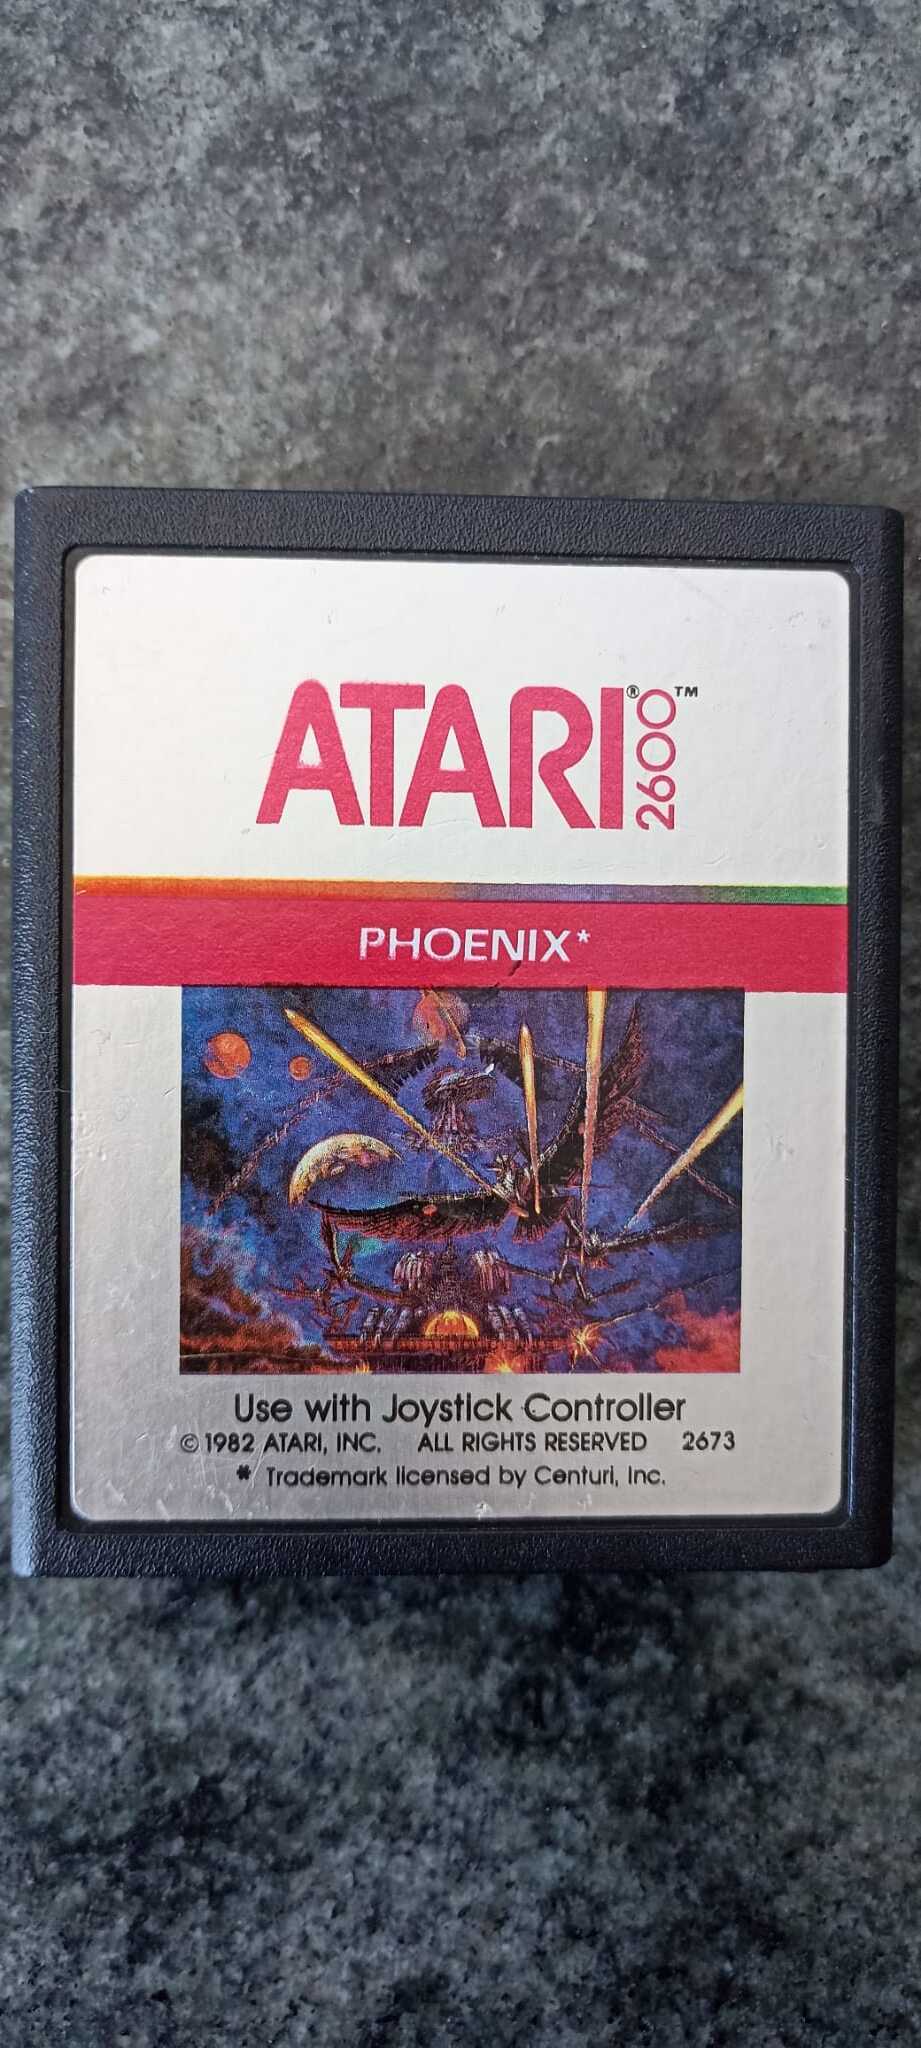 ATARI® 2600™
PHOENIX*
Use with Joystick Controller
© 1982 ATARI, INC. ALL RIGHTS RESERVED 2673
* Trademark licensed by Centuri, Inc.